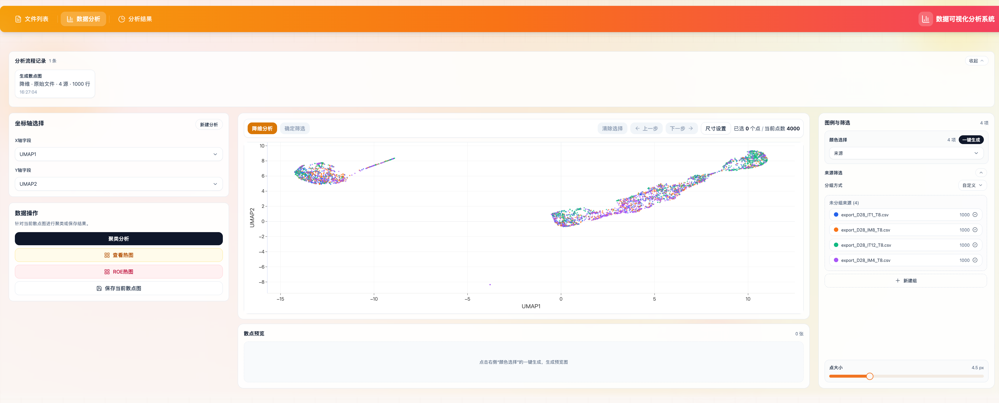 文件列表
数据分析
分析结果
数据可视化分析系统
分析流程记录 1 条
收起
生成散点图
降维 · 原始文件 · 4 源 · 1000 行
16:27:04
坐标轴选择
新建分析
X轴字段
UMAP1
Y轴字段
UMAP2
数据操作
针对当前散点图进行聚类或保存结果。
聚类分析
查看热图
ROE热图
保存当前散点图
降维分析
确定筛选
清除选择
上一步
下一步
尺寸设置
已选 0 个点 / 当前点数 4000
10
8
6
4
2
0
−2
−4
−6
−8
UMAP2
−15
−10
−5
0
5
10
UMAP1
散点预览
0 张
点击右侧“颜色选择”的一键生成，生成预览图
图例与筛选
4 项
颜色选择
4 项
一键生成
来源
来源筛选
分组方式
自定义
未分组来源 (4)
export_D28_IT1_T8.csv 1000
export_D28_IM8_T8.csv 1000
export_D28_IT12_T8.csv 1000
export_D28_IM4_T8.csv 1000
新建组
点大小
4.5 px